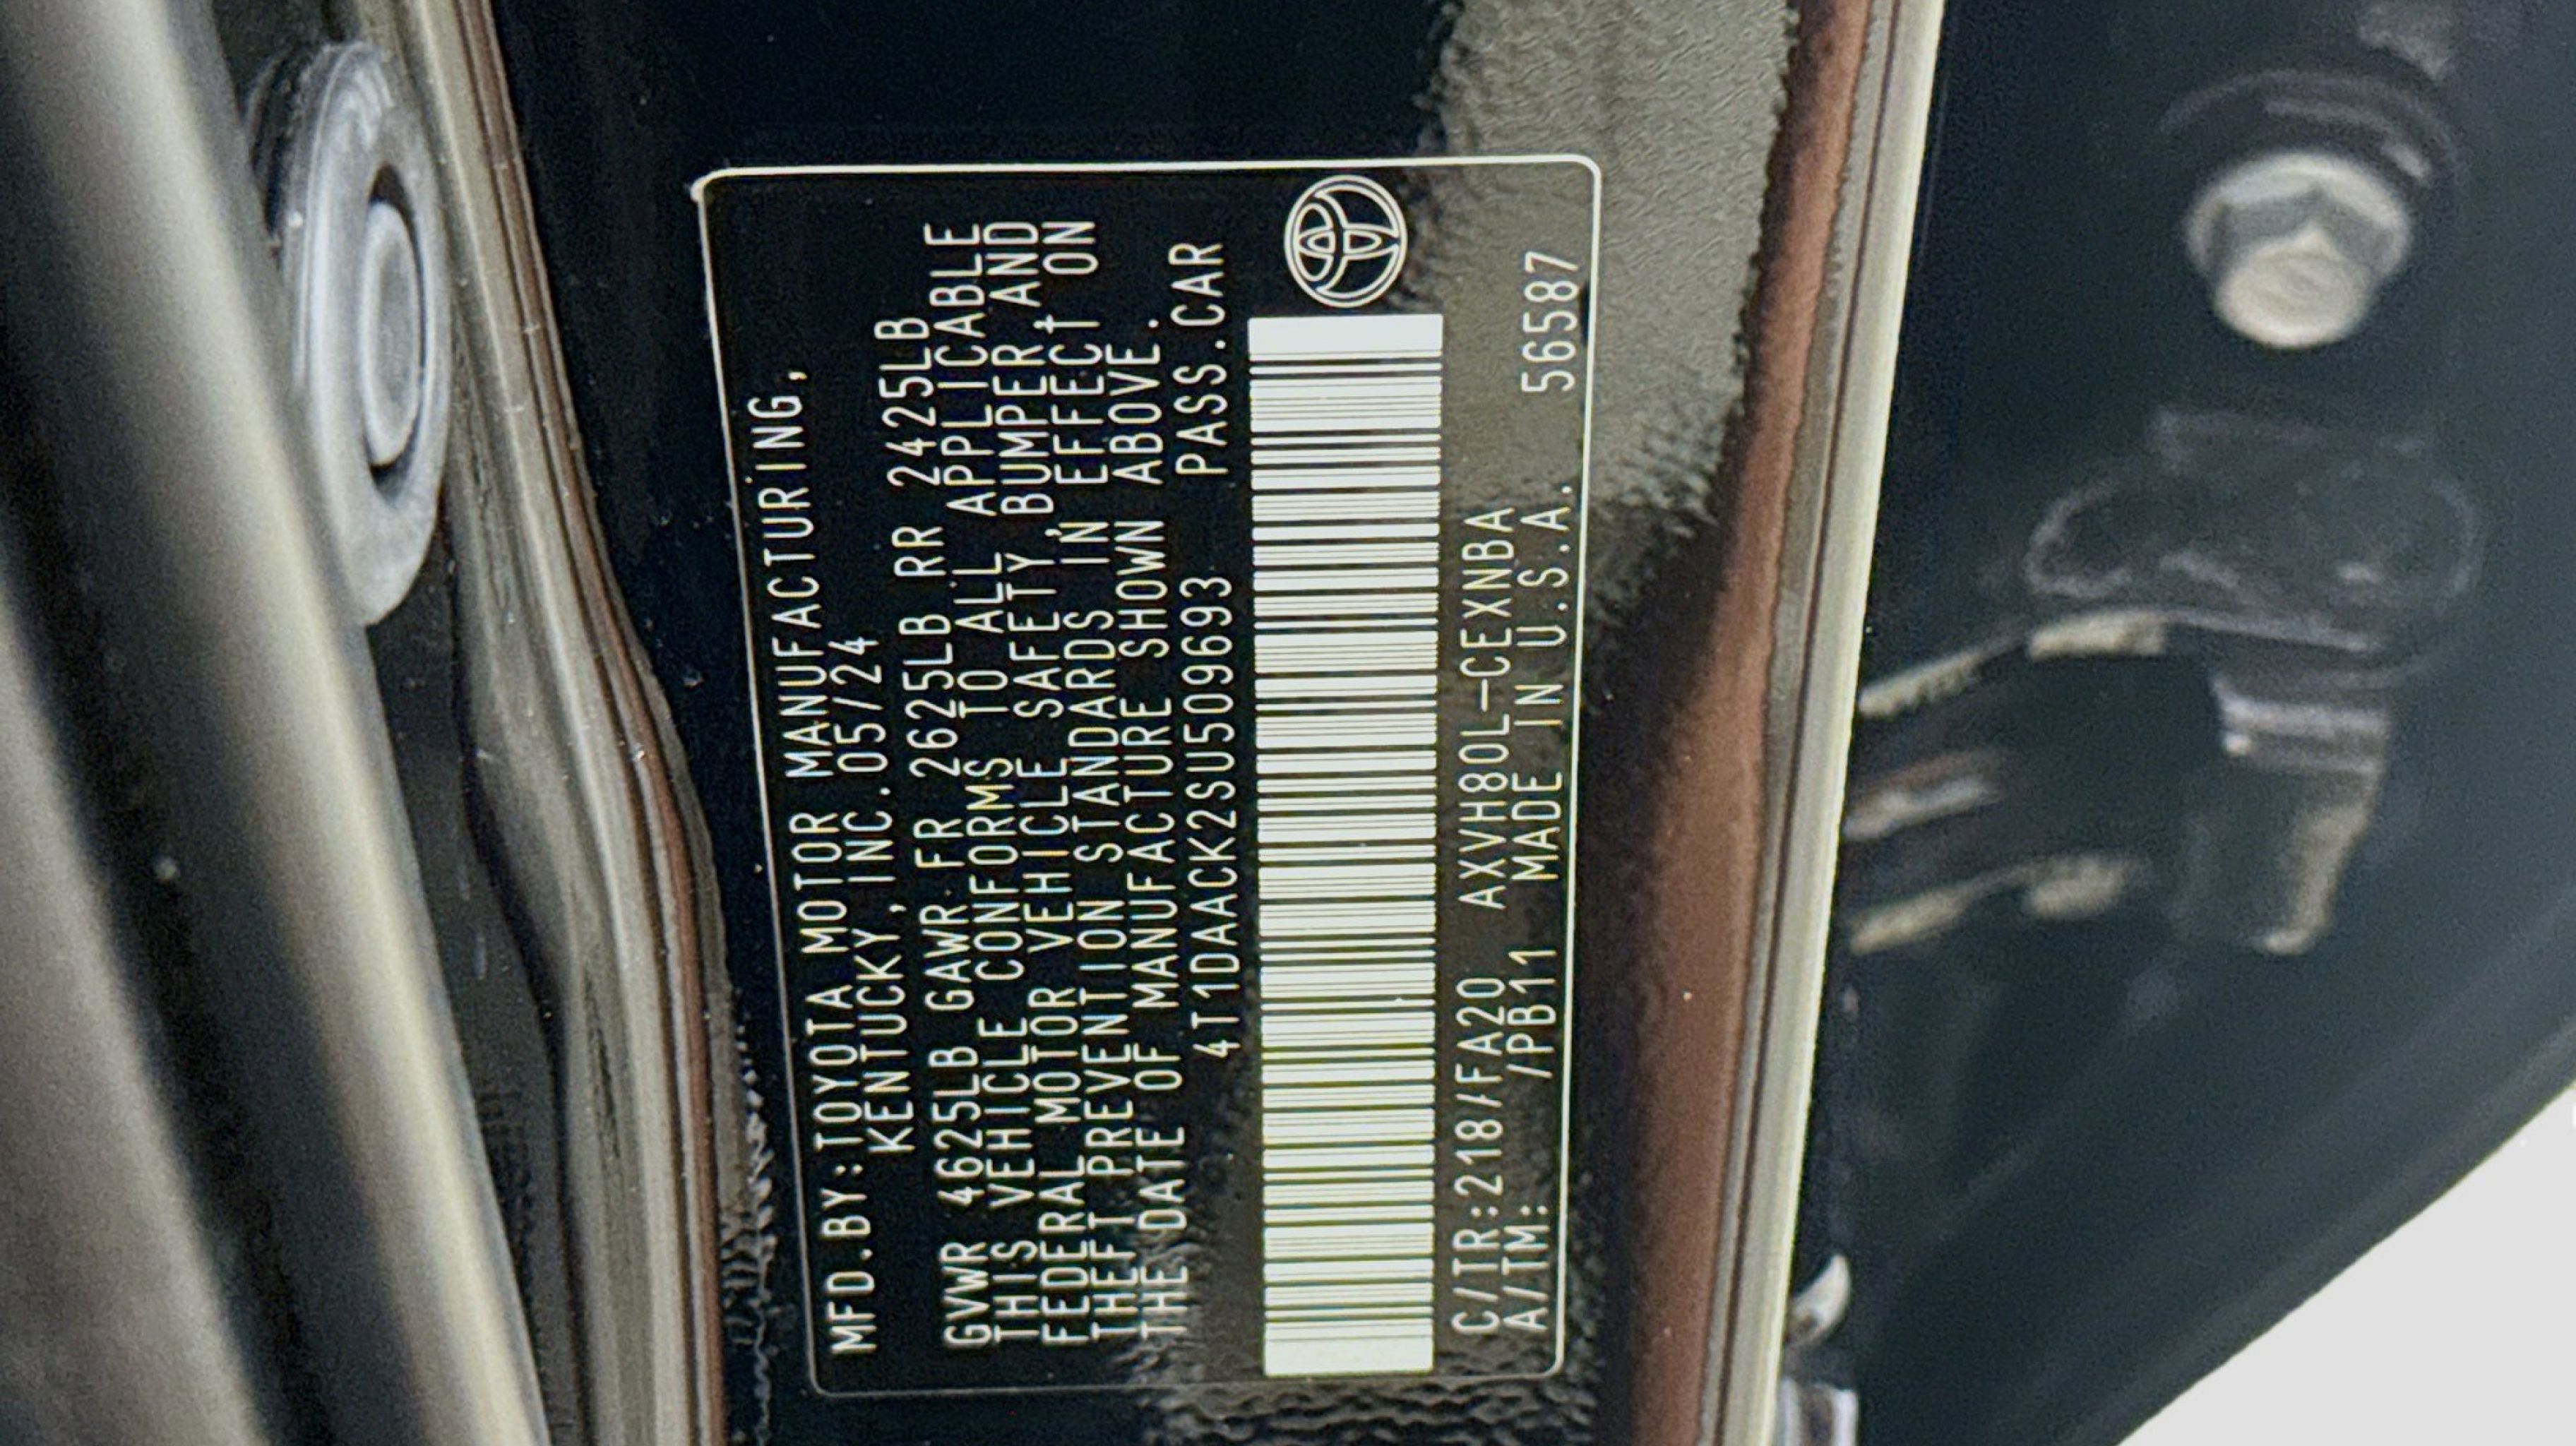 MFD.BY:TOYOTA MOTOR MANUFACTURING,
KENTUCKY, INC.05/24
GVWR 4625LB GAWR FR 2625LB RR 2425LB
THIS VEHICLE CONFORMS TO ALL APPLICABLE
FEDERAL MOTOR VEHICLE SAFETY,BUMPER,AND
THEFT PREVENTION STANDARDS IN EFFECT ON
THE DATE OF MANUFACTURE SHOWN ABOVE.
4T1DAACK2SU509693 PASS.CAR
C/TR:218/FA20 AXVH80L-CEXNBA
A/TM: /PB11 MADE IN U.S.A. 56587